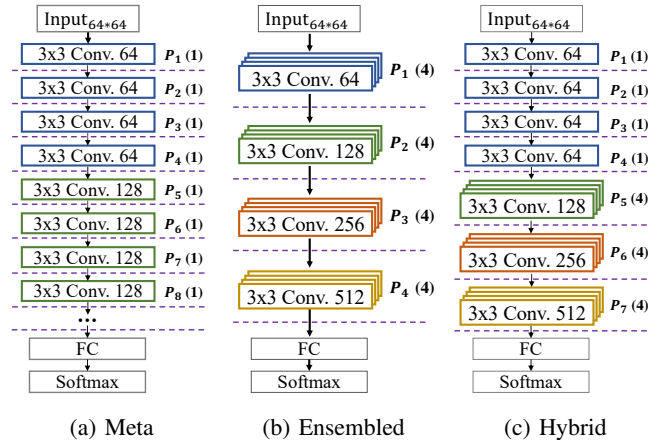 Input64*64
3x3 Conv. 64 P1 (1)
3x3 Conv. 64 P2 (1)
3x3 Conv. 64 P3 (1)
3x3 Conv. 64 P4 (1)
3x3 Conv. 128 P5 (1)
3x3 Conv. 128 P6 (1)
3x3 Conv. 128 P7 (1)
3x3 Conv. 128 P8 (1)
...
FC
Softmax
(a) Meta
Input64*64
3x3 Conv. 64 P1 (4)
3x3 Conv. 128 P2 (4)
3x3 Conv. 256 P3 (4)
3x3 Conv. 512 P4 (4)
FC
Softmax
(b) Ensembled
Input64*64
3x3 Conv. 64 P1 (1)
3x3 Conv. 64 P2 (1)
3x3 Conv. 64 P3 (1)
3x3 Conv. 64 P4 (1)
3x3 Conv. 128 P5 (4)
3x3 Conv. 256 P6 (4)
3x3 Conv. 512 P7 (4)
FC
Softmax
(c) Hybrid